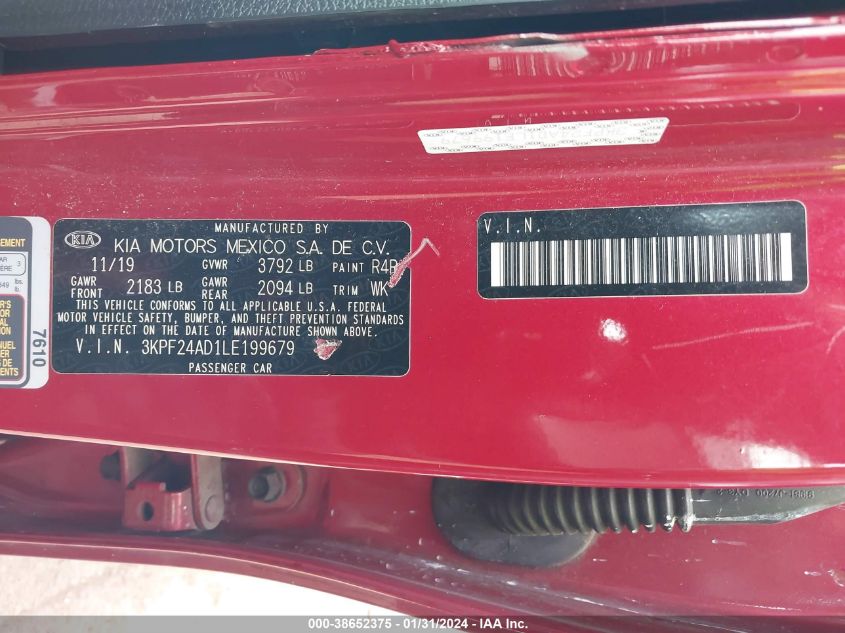 MANUFACTURED BY
KIA KIA MOTORS MEXICO S.A. DE C.V.
11/19 GVWR 3792 LB PAINT R4R
GAWR FRONT 2183 LB GAWR REAR 2094 LB TRIM WK
THIS VEHICLE CONFORMS TO ALL APPLICABLE U.S.A. FEDERAL
MOTOR VEHICLE SAFETY, BUMPER, AND THEFT PREVENTION STANDARDS
IN EFFECT ON THE DATE OF MANUFACTURE SHOWN ABOVE.
V.I.N. 3KPF24AD1LE199679
PASSENGER CAR
V.I.N.
7610
000-38652375 - 01/31/2024 - IAA Inc.